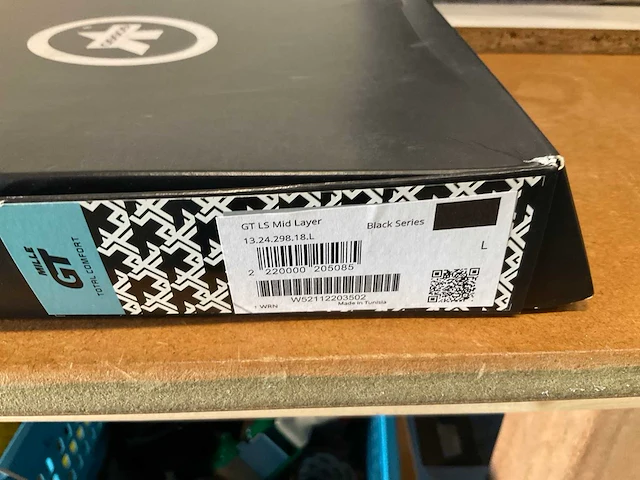 MILLE
GT
TOTAL COMFORT
GT LS Mid Layer
Black Series
13.24.298.18.L
L
2 220000 205085
W52112203502
WRN
Made in Tunisia